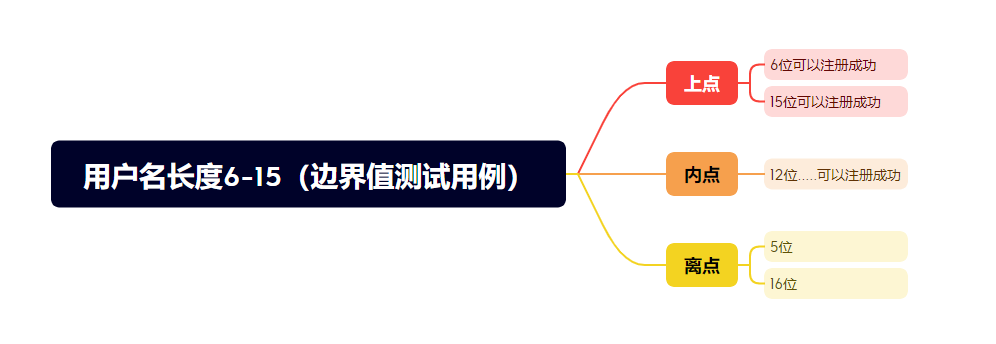 用户名长度6-15（边界值测试用例）
上点
6位可以注册成功
15位可以注册成功
内点
12位.....可以注册成功
离点
5位
16位